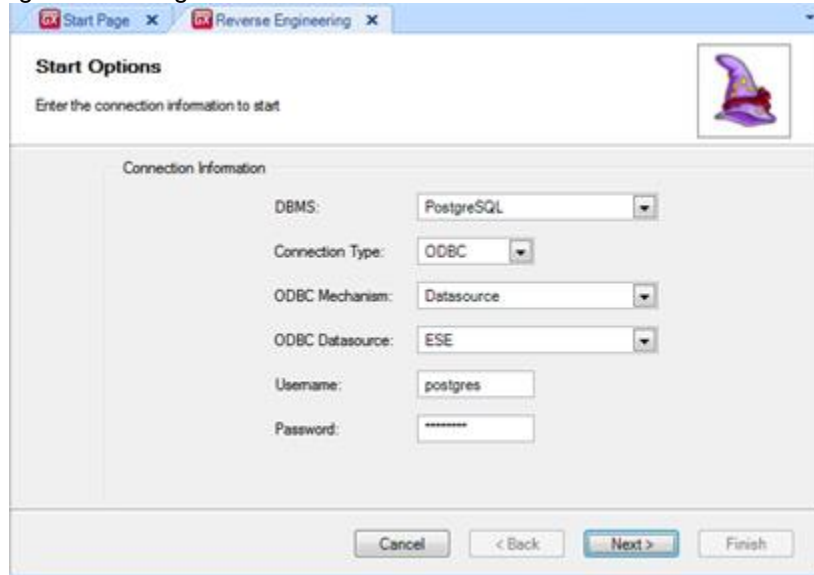 Start Page
Reverse Engineering
Start Options
Enter the connection information to start
Connection Information
DBMS: PostgreSQL
Connection Type: ODBC
ODBC Mechanism: Datasource
ODBC Datasource: ESE
Username: postgres
Password: ********
Cancel < Back Next > Finish